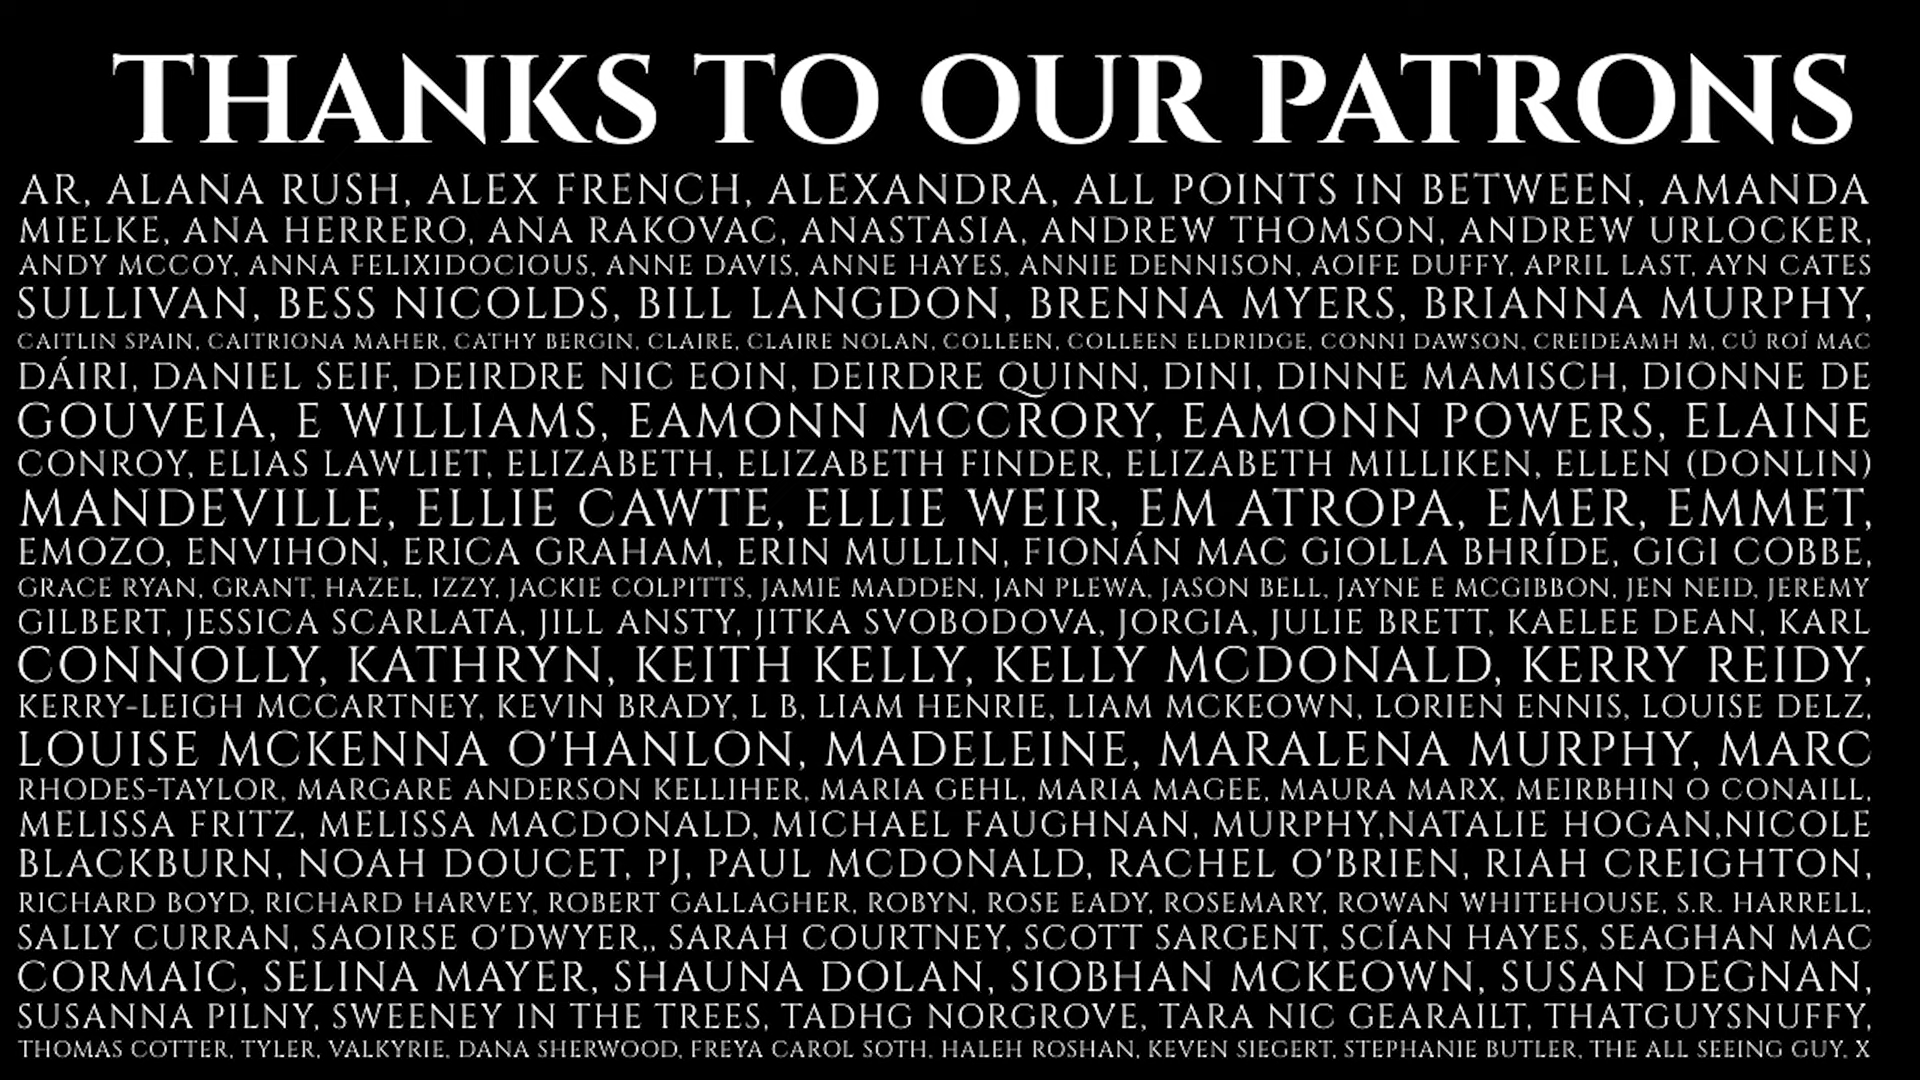 THANKS TO OUR PATRONS
AR, ALANA RUSH, ALEX FRENCH, ALEXANDRA, ALL POINTS IN BETWEEN, AMANDA
MIELKE, ANA HERRERO, ANA RAKOVAC, ANASTASIA, ANDREW THOMSON, ANDREW URLOCKER,
ANDY MCCOY, ANNA FELIXIDOCIOUS, ANNE DAVIS, ANNE HAYES, ANNIE DENNISON, AOIFE DUFFY, APRIL LAST, AYN CATES
SULLIVAN, BESS NICOLDS, BILL LANGDON, BRENNA MYERS, BRIANNA MURPHY,
CAITLIN SPAIN, CAITRIONA MAHER, CATHY BERGIN, CLAIRE, CLAIRE NOLAN, COLLEEN, COLLEEN ELDRIDGE, CONNI DAWSON, CREIDEAMH M, CÚ ROÍ MAC
DÁIRI, DANIEL SEIF, DEIRDRE NIC EOIN, DEIRDRE QUINN, DINI, DINNE MAMISCH, DIONNE DE
GOUVEIA, E WILLIAMS, EAMONN MCCRORY, EAMONN POWERS, ELAINE
CONROY, ELIAS LAWLIET, ELIZABETH, ELIZABETH FINDER, ELIZABETH MILLIKEN, ELLEN (DONLIN)
MANDEVILLE, ELLIE CAWTE, ELLIE WEIR, EM ATROPA, EMER, EMMET,
EMOZO, ENVIHON, ERICA GRAHAM, ERIN MULLIN, FIONÁN MAC GIOLLA BHRÍDE, GIGI COBBE,
GRACE RYAN, GRANT, HAZEL, IZZY, JACKIE COLPITTS, JAMIE MADDEN, JAN PLEWA, JASON BELL, JAYNE E MCGIBBON, JEN NEID, JEREMY
GILBERT, JESSICA SCARLATA, JILL ANSTY, JITKA SVOBODOVA, JORGIA, JULIE BRETT, KAELEE DEAN, KARL
CONNOLLY, KATHRYN, KEITH KELLY, KELLY MCDONALD, KERRY REIDY,
KERRY-LEIGH MCCARTNEY, KEVIN BRADY, L B, LIAM HENRIE, LIAM MCKEOWN, LORIEN ENNIS, LOUISE DELZ,
LOUISE MCKENNA O'HANLON, MADELEINE, MARALENA MURPHY, MARC
RHODES-TAYLOR, MARGARE ANDERSON KELLIHER, MARIA GEHL, MARIA MAGEE, MAURA MARX, MEIRBHIN O CONAILL,
MELISSA FRITZ, MELISSA MACDONALD, MICHAEL FAUGHNAN, MURPHY,NATALIE HOGAN,NICOLE
BLACKBURN, NOAH DOUCET, PJ, PAUL MCDONALD, RACHEL O'BRIEN, RIAH CREIGHTON,
RICHARD BOYD, RICHARD HARVEY, ROBERT GALLAGHER, ROBYN, ROSE EADY, ROSEMARY, ROWAN WHITEHOUSE, S.R. HARRELL,
SALLY CURRAN, SAOIRSE O'DWYER,, SARAH COURTNEY, SCOTT SARGENT, SCÍAN HAYES, SEAGHAN MAC
CORMAIC, SELINA MAYER, SHAUNA DOLAN, SIOBHAN MCKEOWN, SUSAN DEGNAN,
SUSANNA PILNY, SWEENEY IN THE TREES, TADHG NORGROVE, TARA NIC GEARAILT, THATGUYSNUFFY,
THOMAS COTTER, TYLER, VALKYRIE, DANA SHERWOOD, FREYA CAROL SOTH, HALEH ROSHAN, KEVEN SIEGERT, STEPHANIE BUTLER, THE ALL SEEING GUY, X